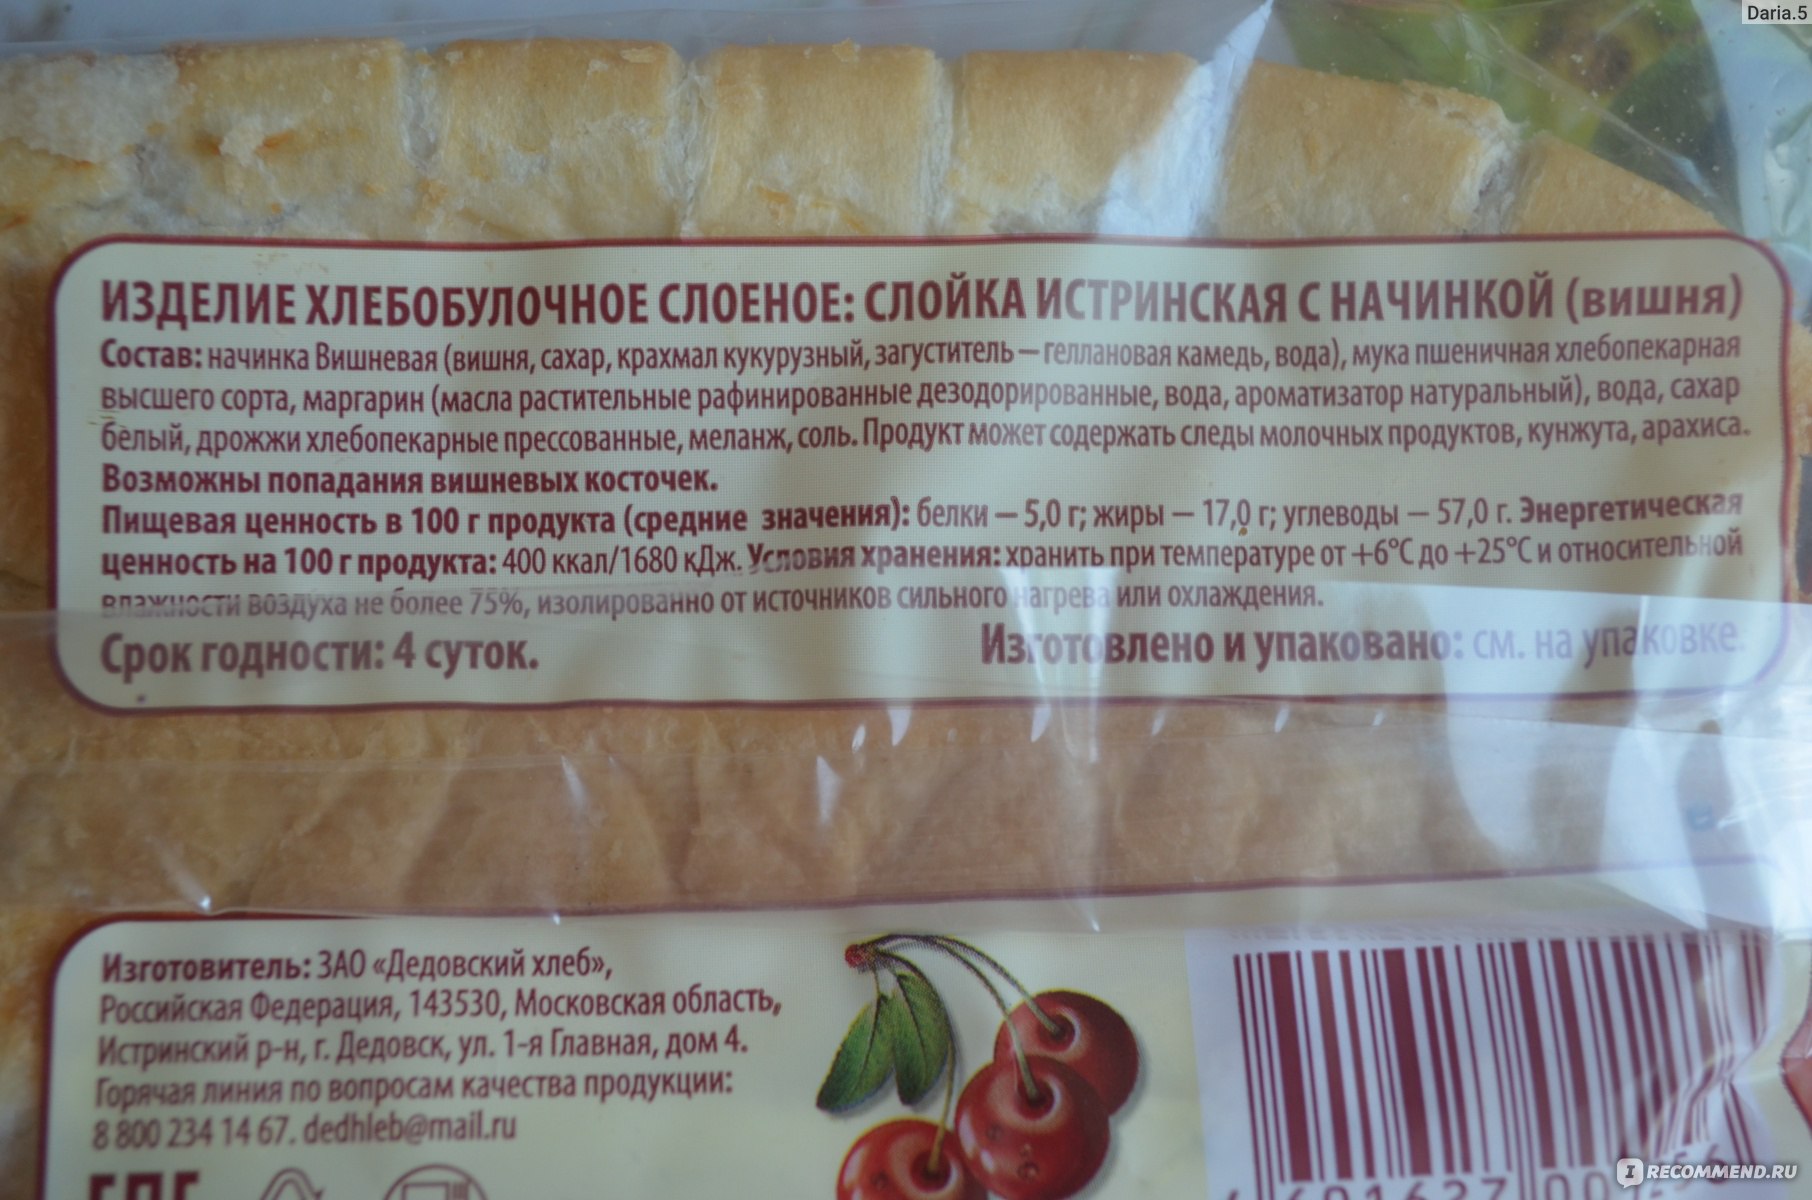 Daria.5
ИЗДЕЛИЕ ХЛЕБОБУЛОЧНОЕ СЛОЕНОЕ: СЛОЙКА ИСТРИНСКАЯ С НАЧИНКОЙ (вишня)
Состав: начинка Вишневая (вишня, сахар, крахмал кукурузный, загуститель – геллановая камедь, вода), мука пшеничная хлебопекарная
высшего сорта, маргарин (масла растительные рафинированные дезодорированные, вода, ароматизатор натуральный), вода, сахар
белый, дрожжи хлебопекарные прессованные, меланж, соль. Продукт может содержать следы молочных продуктов, кунжута, арахиса.
Возможны попадания вишневых косточек.
Пищевая ценность в 100 г продукта (средние значения): белки – 5,0 г; жиры – 17,0 г; углеводы – 57,0 г. Энергетическая
ценность на 100 г продукта: 400 ккал/1680 кДж. Условия хранения: хранить при температуре от +6°C до +25°C и относительной
влажности воздуха не более 75%, изолированно от источников сильного нагрева или охлаждения.
Срок годности: 4 суток. Изготовлено и упаковано: см. на упаковке.
Изготовитель: ЗАО «Дедовский хлеб»,
Российская Федерация, 143530, Московская область,
Истринский р-н, г. Дедовск, ул. 1-я Главная, дом 4.
Горячая линия по вопросам качества продукции:
8 800 234 14 67. dedhleb@mail.ru
IRECOMMEND.RU